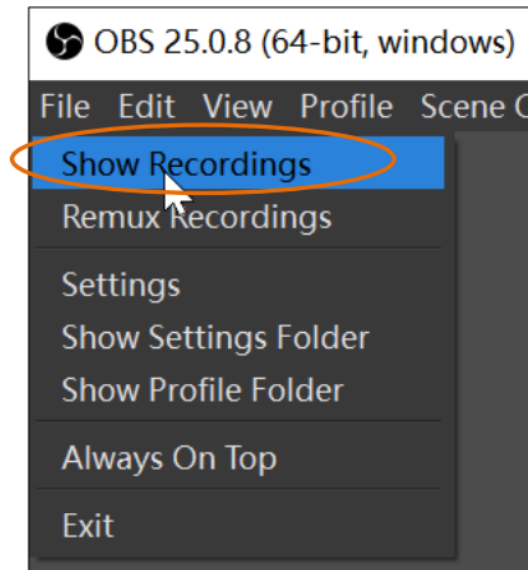 OBS 25.0.8 (64-bit, windows)
File Edit View Profile Scene C
Show Recordings
Remux Recordings
Settings
Show Settings Folder
Show Profile Folder
Always On Top
Exit